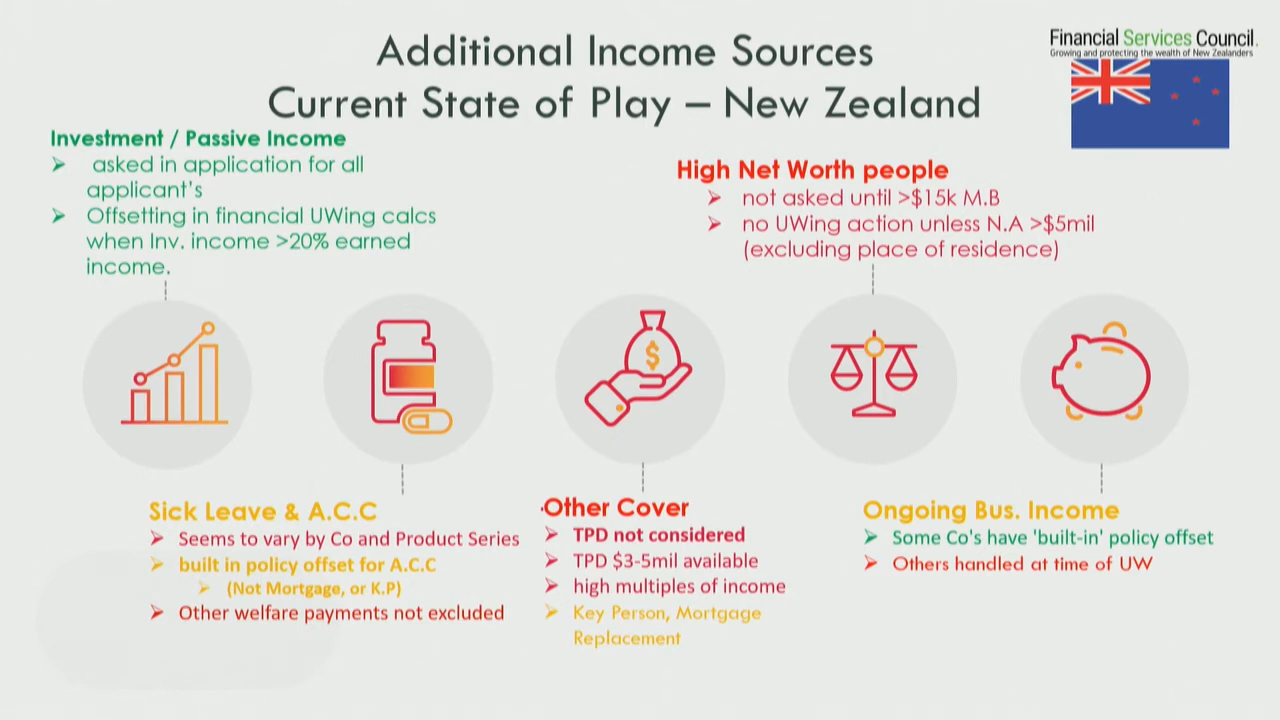 Additional Income Sources
Current State of Play – New Zealand
Financial Services Council.
Growing and protecting the wealth of New Zealanders
Investment / Passive Income
➢ asked in application for all
applicant's
➢ Offsetting in financial UWing calcs
when Inv. income >20% earned
income.
High Net Worth people
➢ not asked until >$15k M.B
➢ no UWing action unless N.A >$5mil
(excluding place of residence)
$
Sick Leave & A.C.C
➢ Seems to vary by Co and Product Series
➢ built in policy offset for A.C.C
➢ (Not Mortgage, or K.P)
➢ Other welfare payments not excluded
Other Cover
➢ TPD not considered
➢ TPD $3-5mil available
➢ high multiples of income
➢ Key Person, Mortgage
Replacement
Ongoing Bus. Income
➢ Some Co's have 'built-in' policy offset
➢ Others handled at time of UW